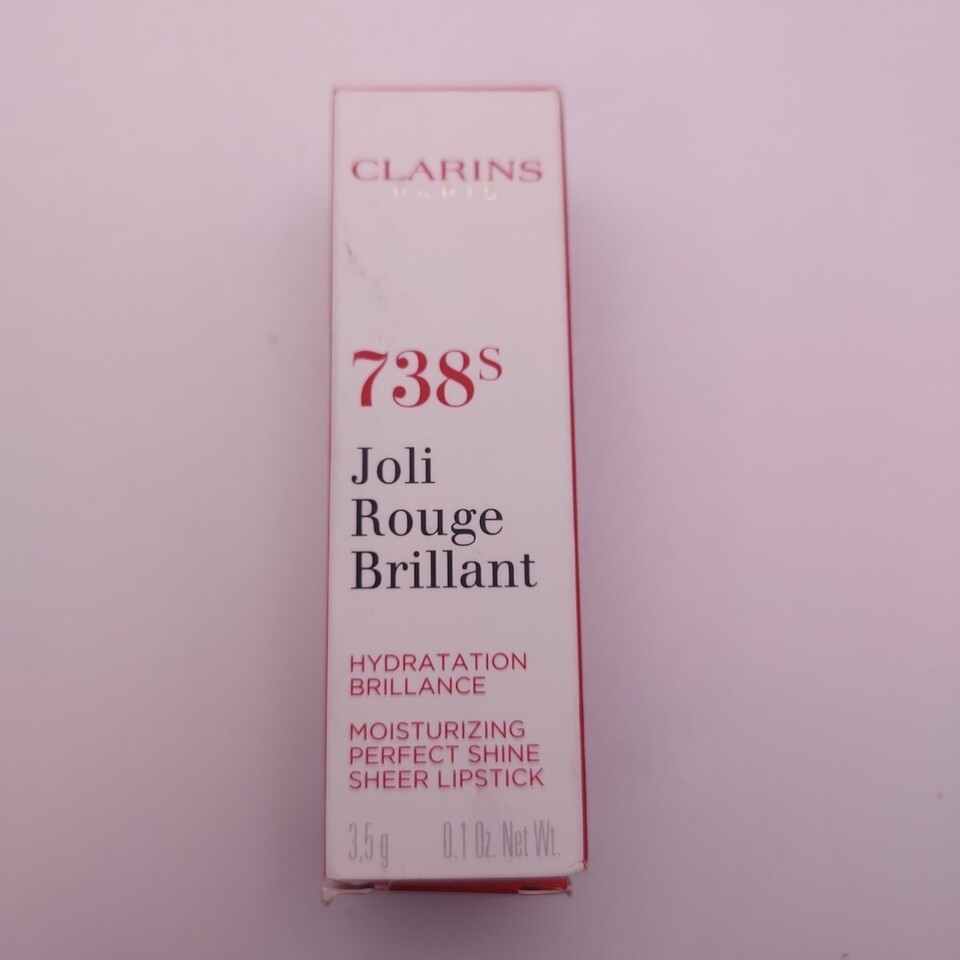 CLARINS
PARIS
738S
Joli
Rouge
Brillant
HYDRATATION
BRILLANCE
MOISTURIZING
PERFECT SHINE
SHEER LIPSTICK
3,5 g 0.1 Oz. Net Wt.